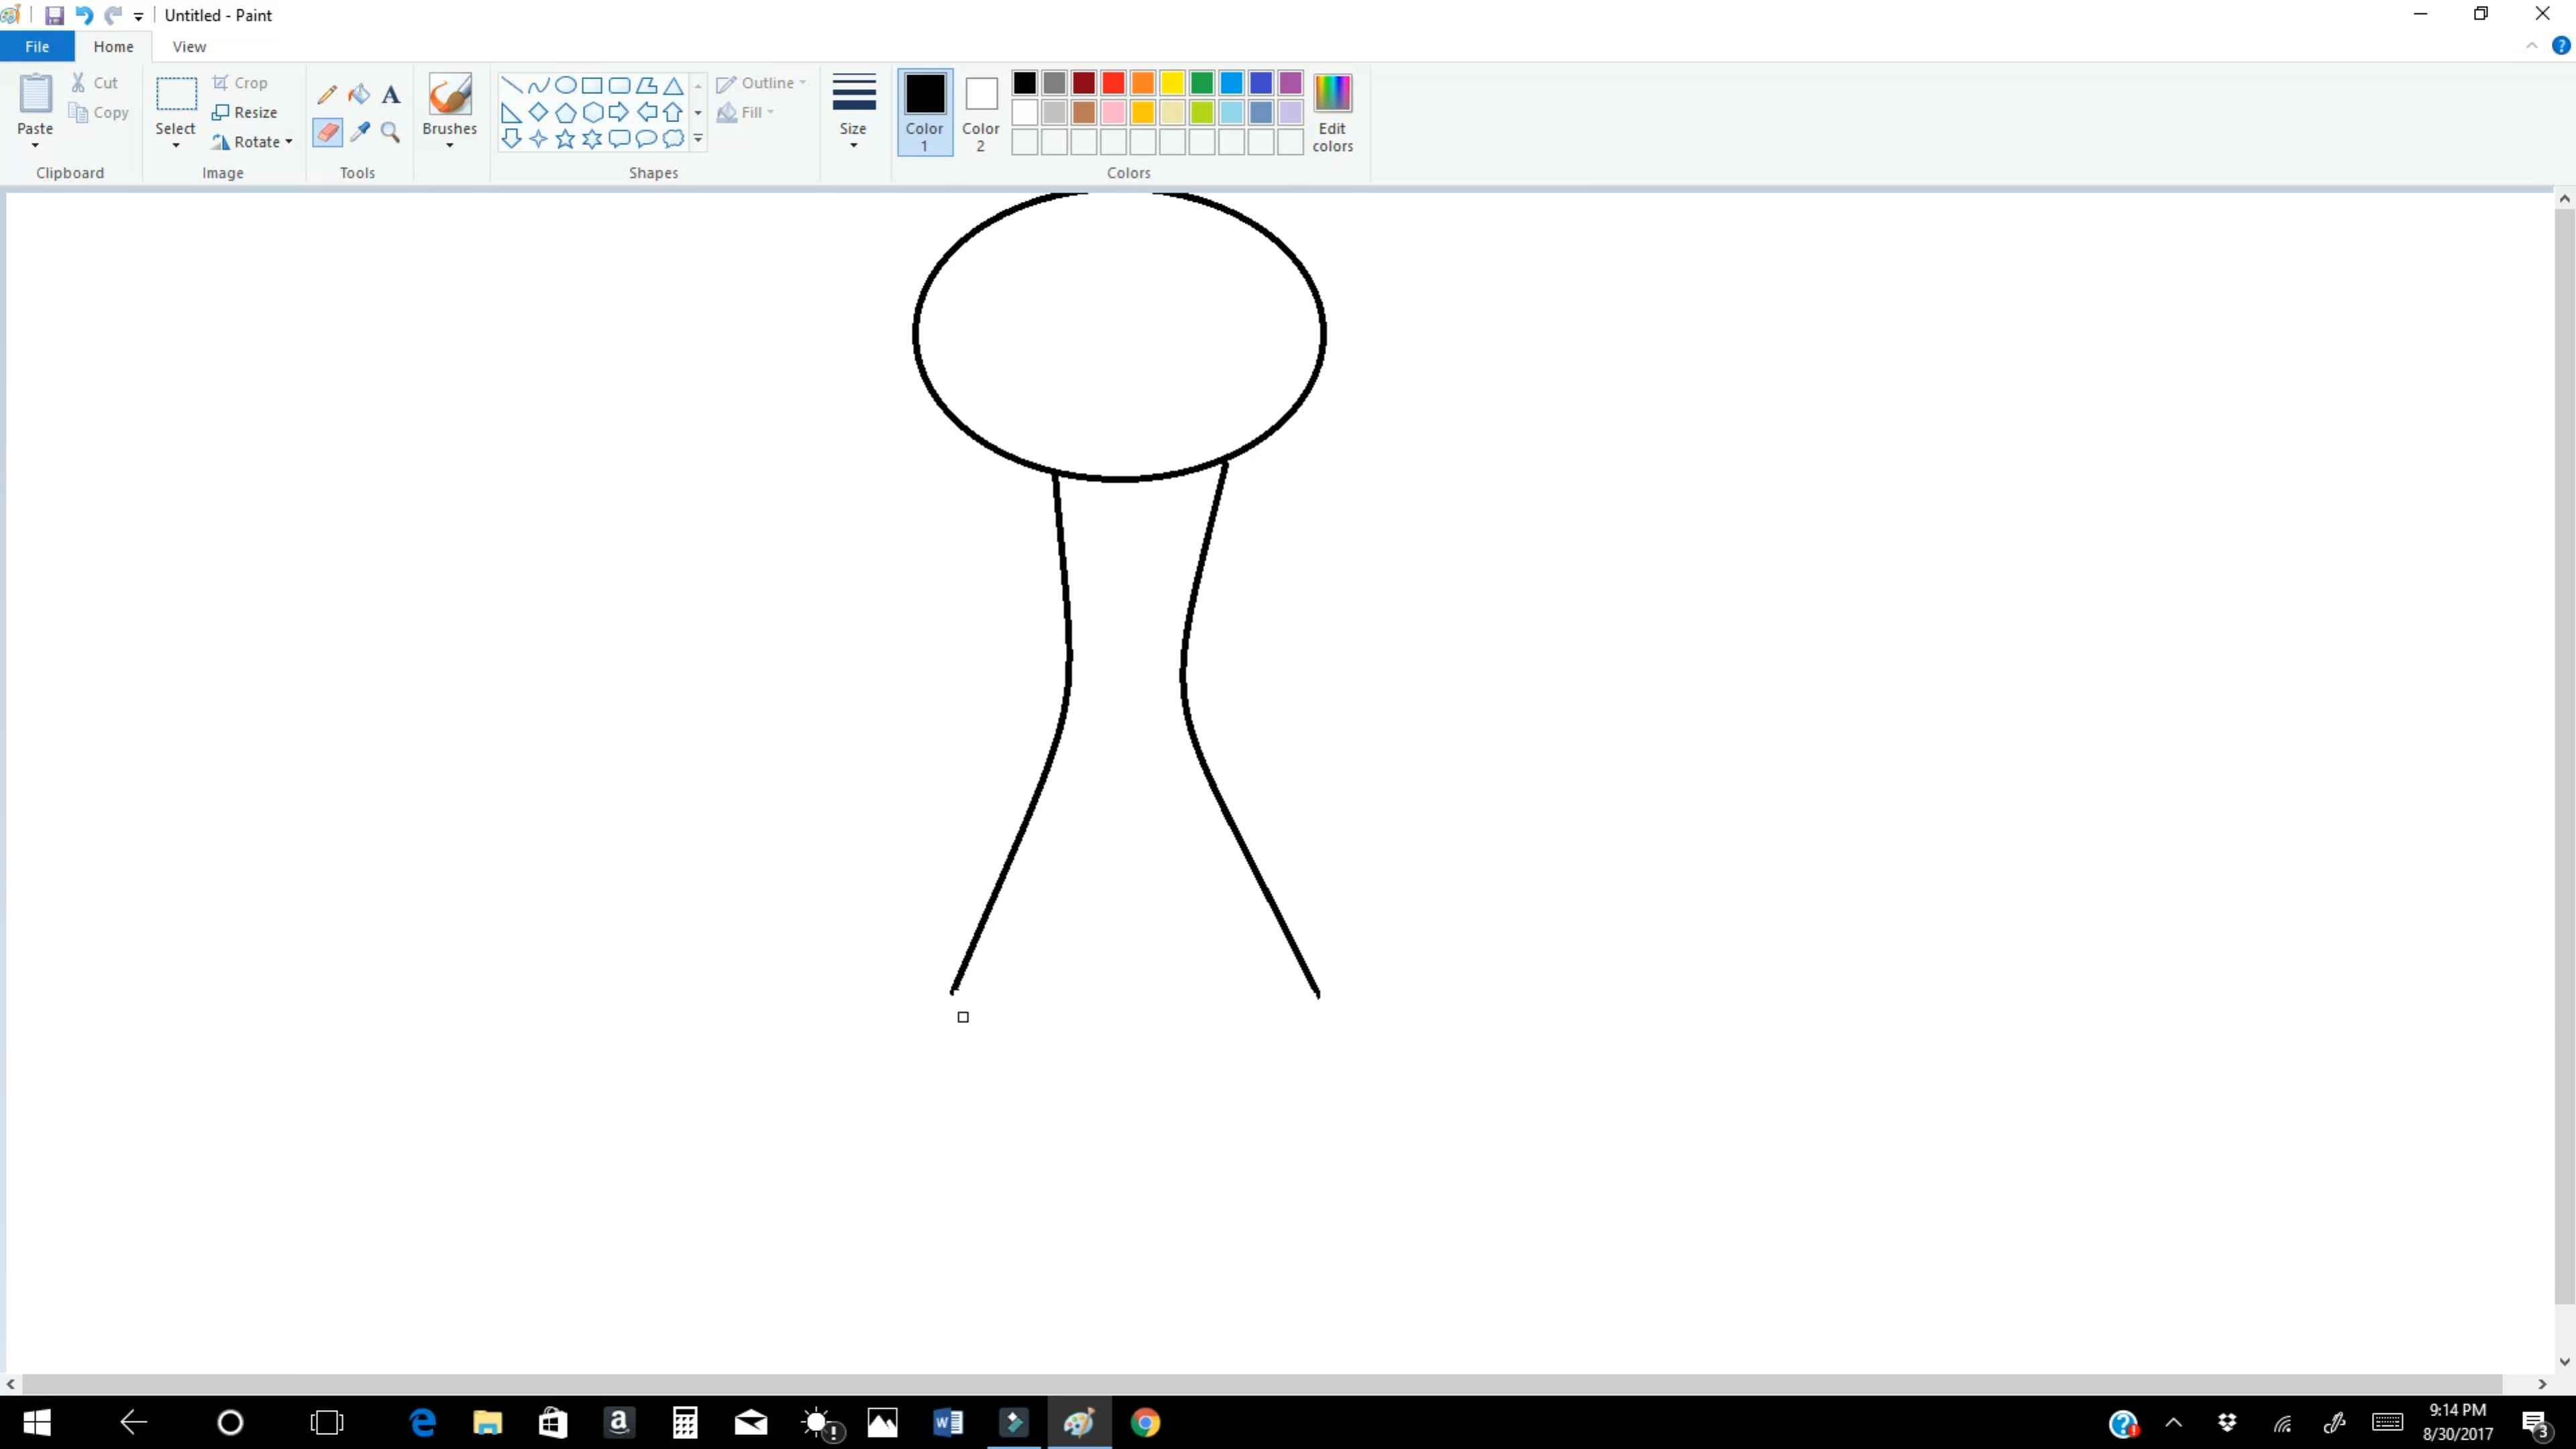 Untitled - Paint
File Home View
Paste
Cut
Copy
Clipboard
Select
Crop
Resize
Rotate
Image
A
Tools
Brushes
Outline
Fill
Shapes
Size
Color 1
Color 2
Edit colors
Colors
9:14 PM
8/30/2017
3